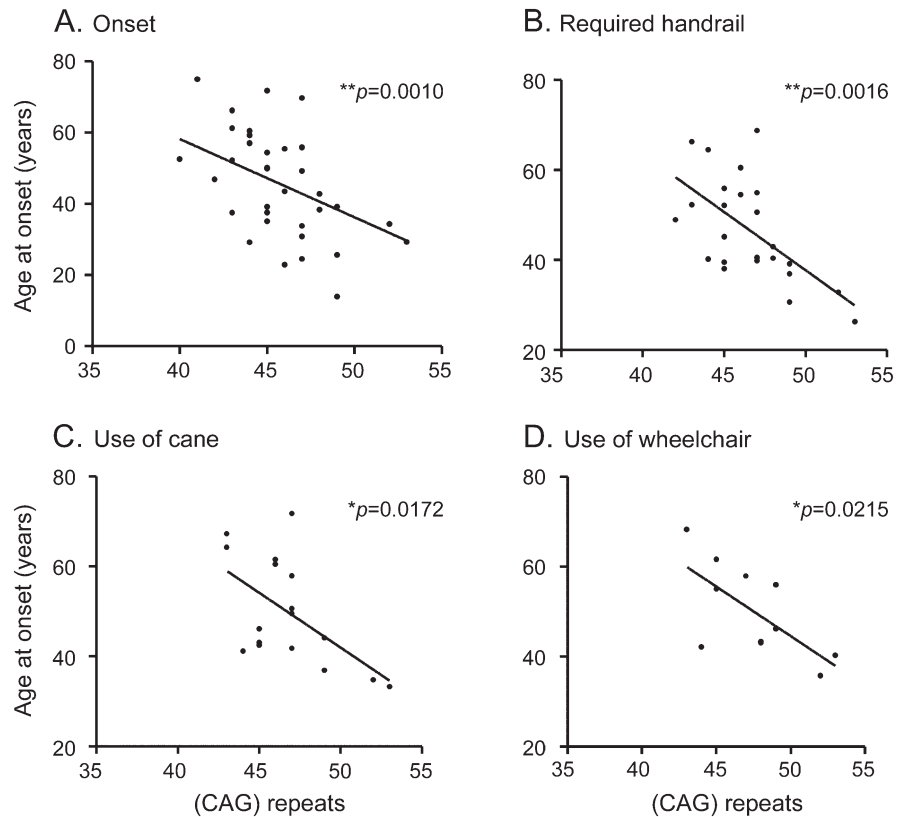 A. Onset
**p=0.0010
Age at onset (years)
80
60
40
20
0
35 40 45 50 55
B. Required handrail
**p=0.0016
80
60
40
20
35 40 45 50 55
C. Use of cane
*p=0.0172
Age at onset (years)
80
60
40
20
35 40 45 50 55
(CAG) repeats
D. Use of wheelchair
*p=0.0215
80
60
40
20
35 40 45 50 55
(CAG) repeats